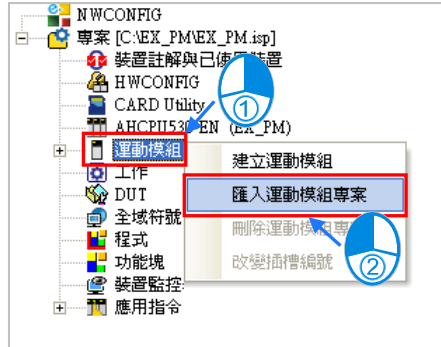 NWCONFIG
專案 [C:\EX_PM\EX_PM.isp]
裝置註解與已使用裝置
HWCONFIG
CARD Utility
①
AHCPU530-EN (EX_PM)
運動模組
建立運動模組
工作
DUT
匯入運動模組專案
全域符號
刪除運動模組專
程式
功能塊
改變插槽編號
②
裝置監控
應用指令